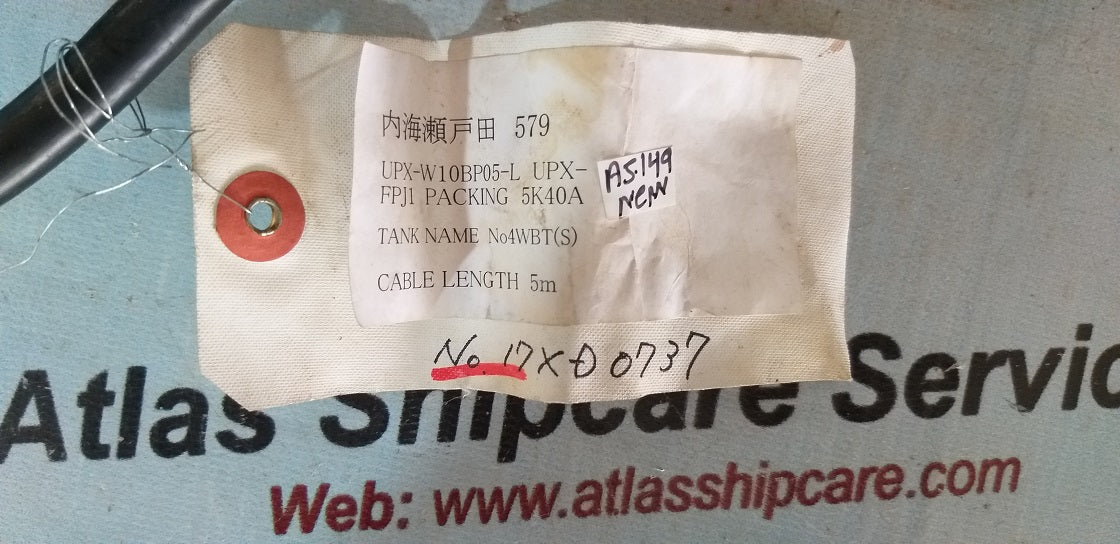 内海瀬戸田 579
UPX-W10BP05-L UPX-
FPJ1 PACKING 5K40A
TANK NAME No4WBT(S)
CABLE LENGTH 5m
AS.149
NEW
No. 17XD0737
Atlas Shipcare Servic
Web: www.atlasshipcare.com